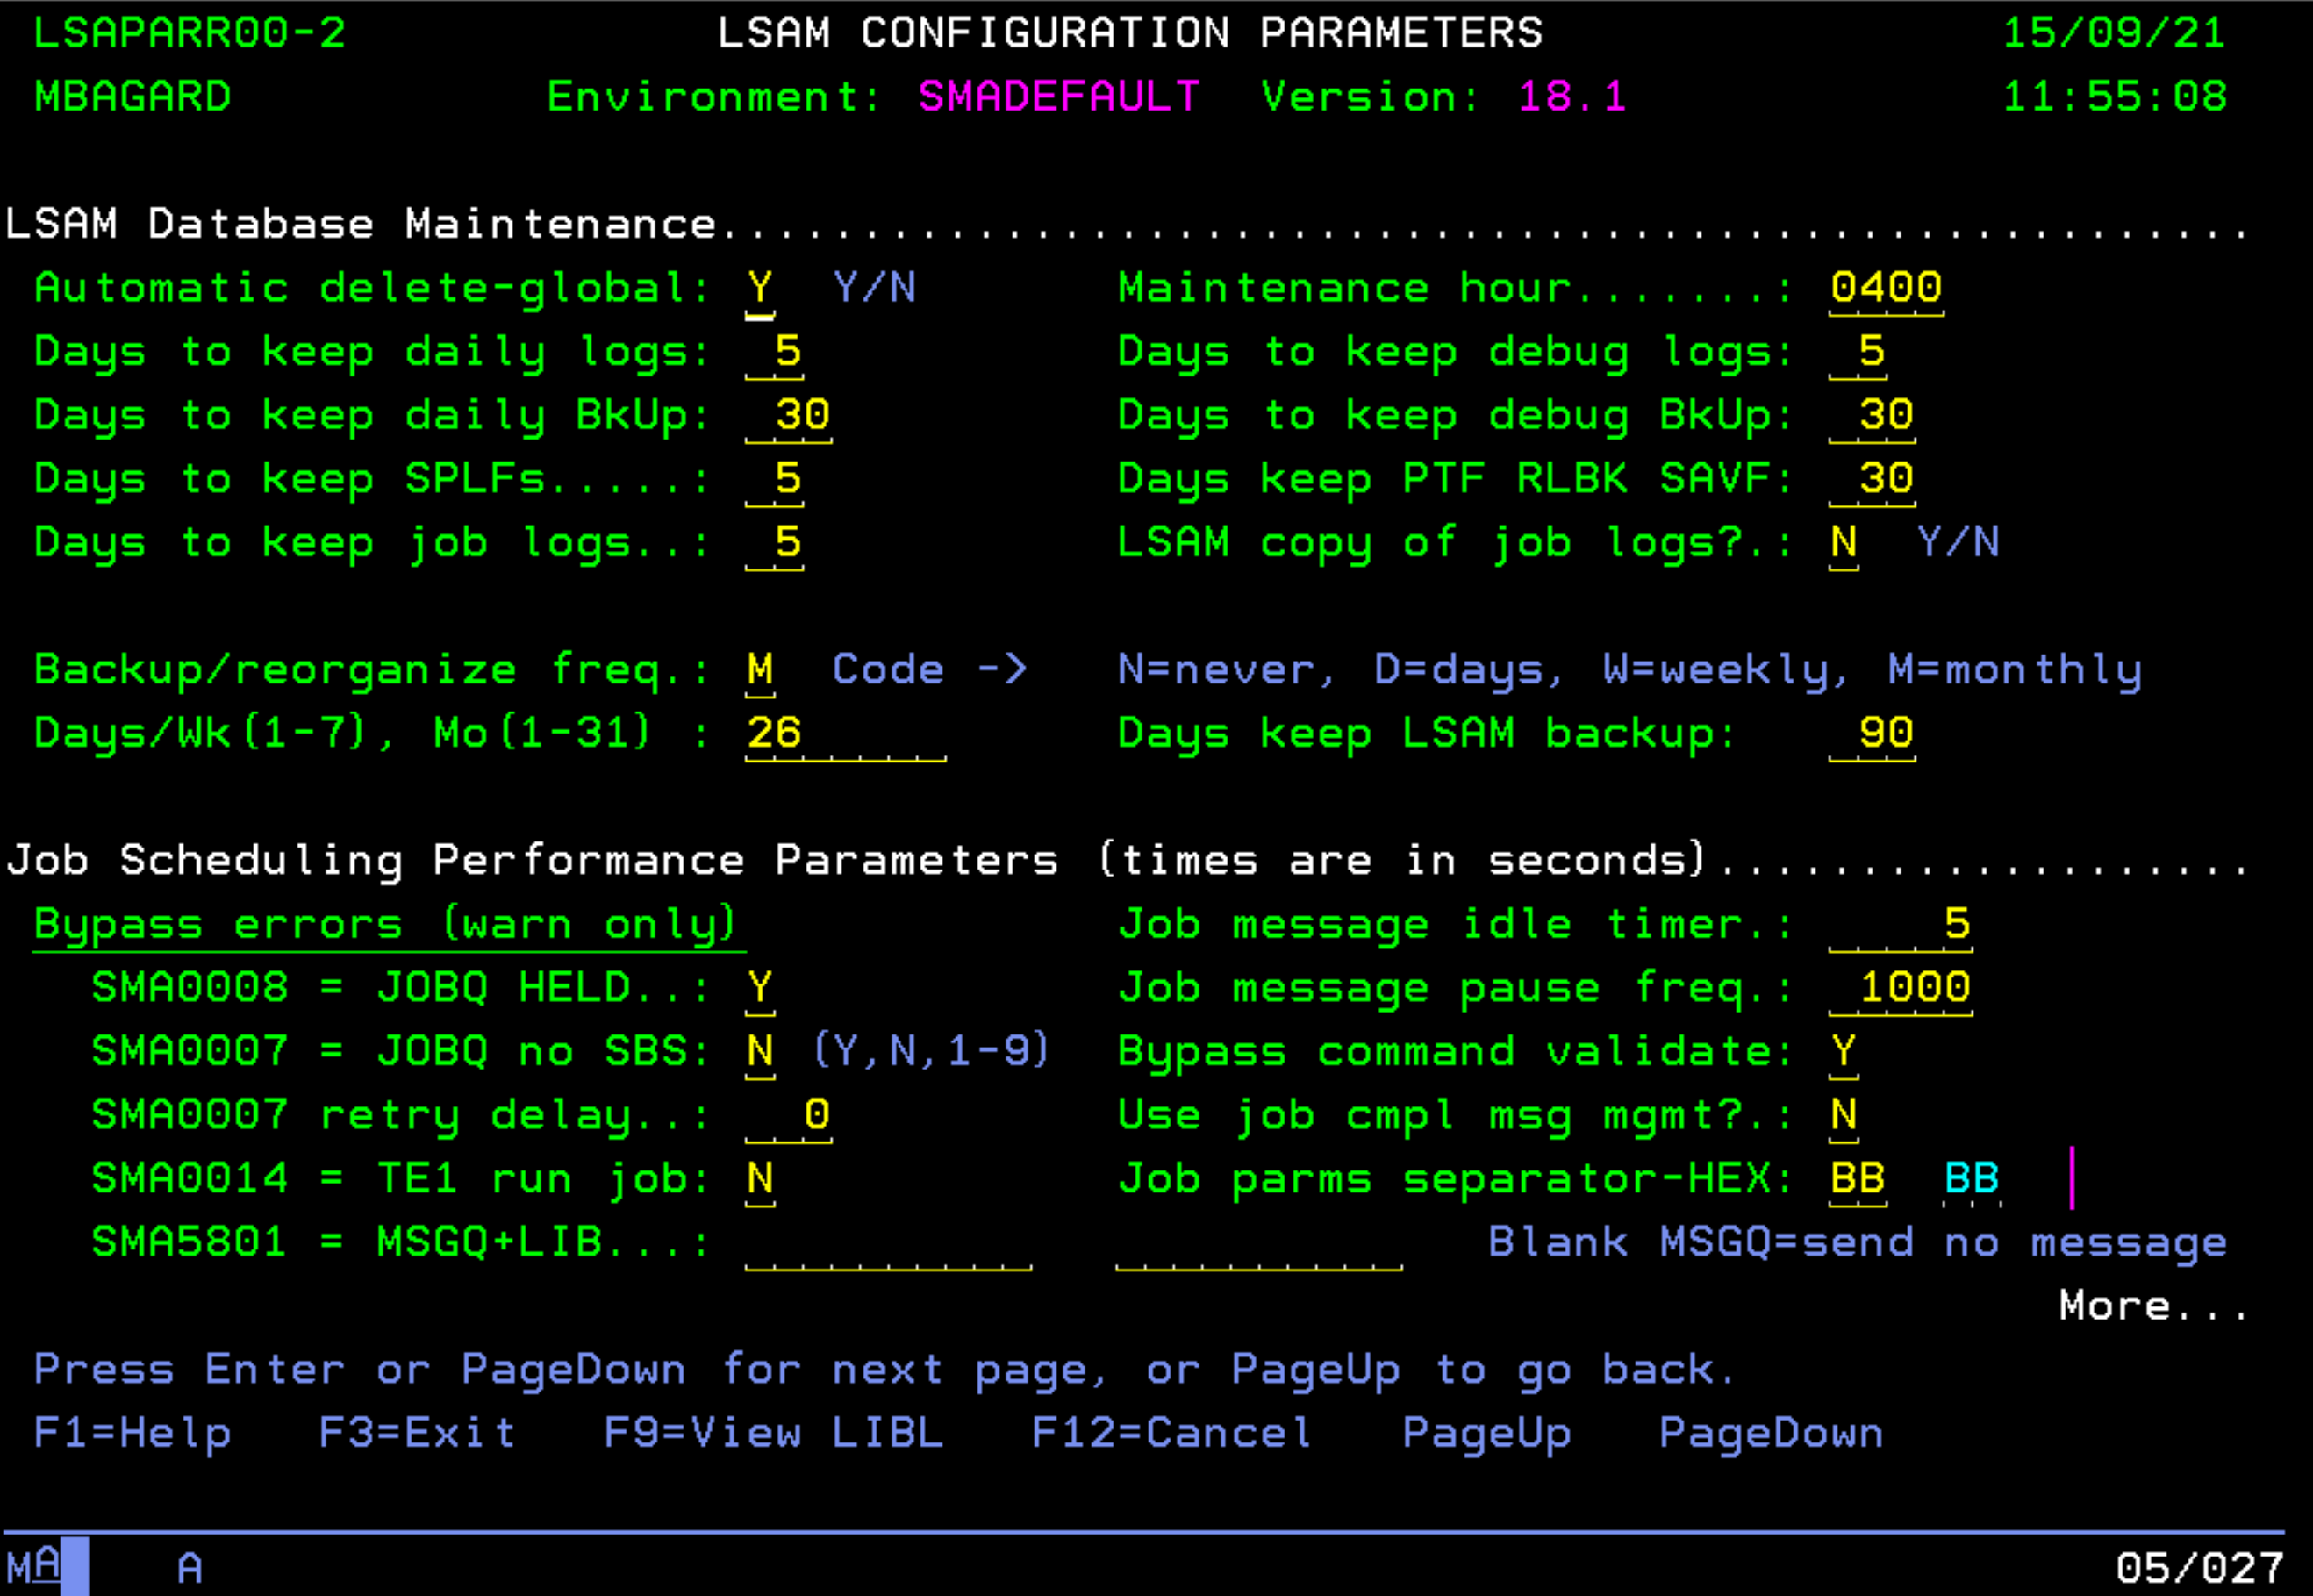 LSAPARR00-2 LSAM CONFIGURATION PARAMETERS 15/09/21
MBAGARD Environment: SMADEFAULT Version: 18.1 11:55:08
LSAM Database Maintenance......................................................
Automatic delete-global: Y Y/N Maintenance hour.......: 0400
Days to keep daily logs: 5 Days to keep debug logs: 5
Days to keep daily BkUp: 30 Days to keep debug BkUp: 30
Days to keep SPLFs.....: 5 Days keep PTF RLBK SAVF: 30
Days to keep job logs..: 5 LSAM copy of job logs?.: N Y/N
Backup/reorganize freq.: M Code -> N=never, D=days, W=weekly, M=monthly
Days/Wk(1-7), Mo(1-31) : 26 Days keep LSAM backup: 90
Job Scheduling Performance Parameters (times are in seconds)...................
Bypass errors (warn only) Job message idle timer.: 5
SMA0008 = JOBQ HELD..: Y Job message pause freq.: 1000
SMA0007 = JOBQ no SBS: N (Y,N,1-9) Bypass command validate: Y
SMA0007 retry delay..: 0 Use job cmpl msg mgmt?.: N
SMA0014 = TE1 run job: N Job parms separator-HEX: BB BB |
SMA5801 = MSGQ+LIB...: Blank MSGQ=send no message
More...
Press Enter or PageDown for next page, or PageUp to go back.
F1=Help F3=Exit F9=View LIBL F12=Cancel PageUp PageDown
MA A 05/027